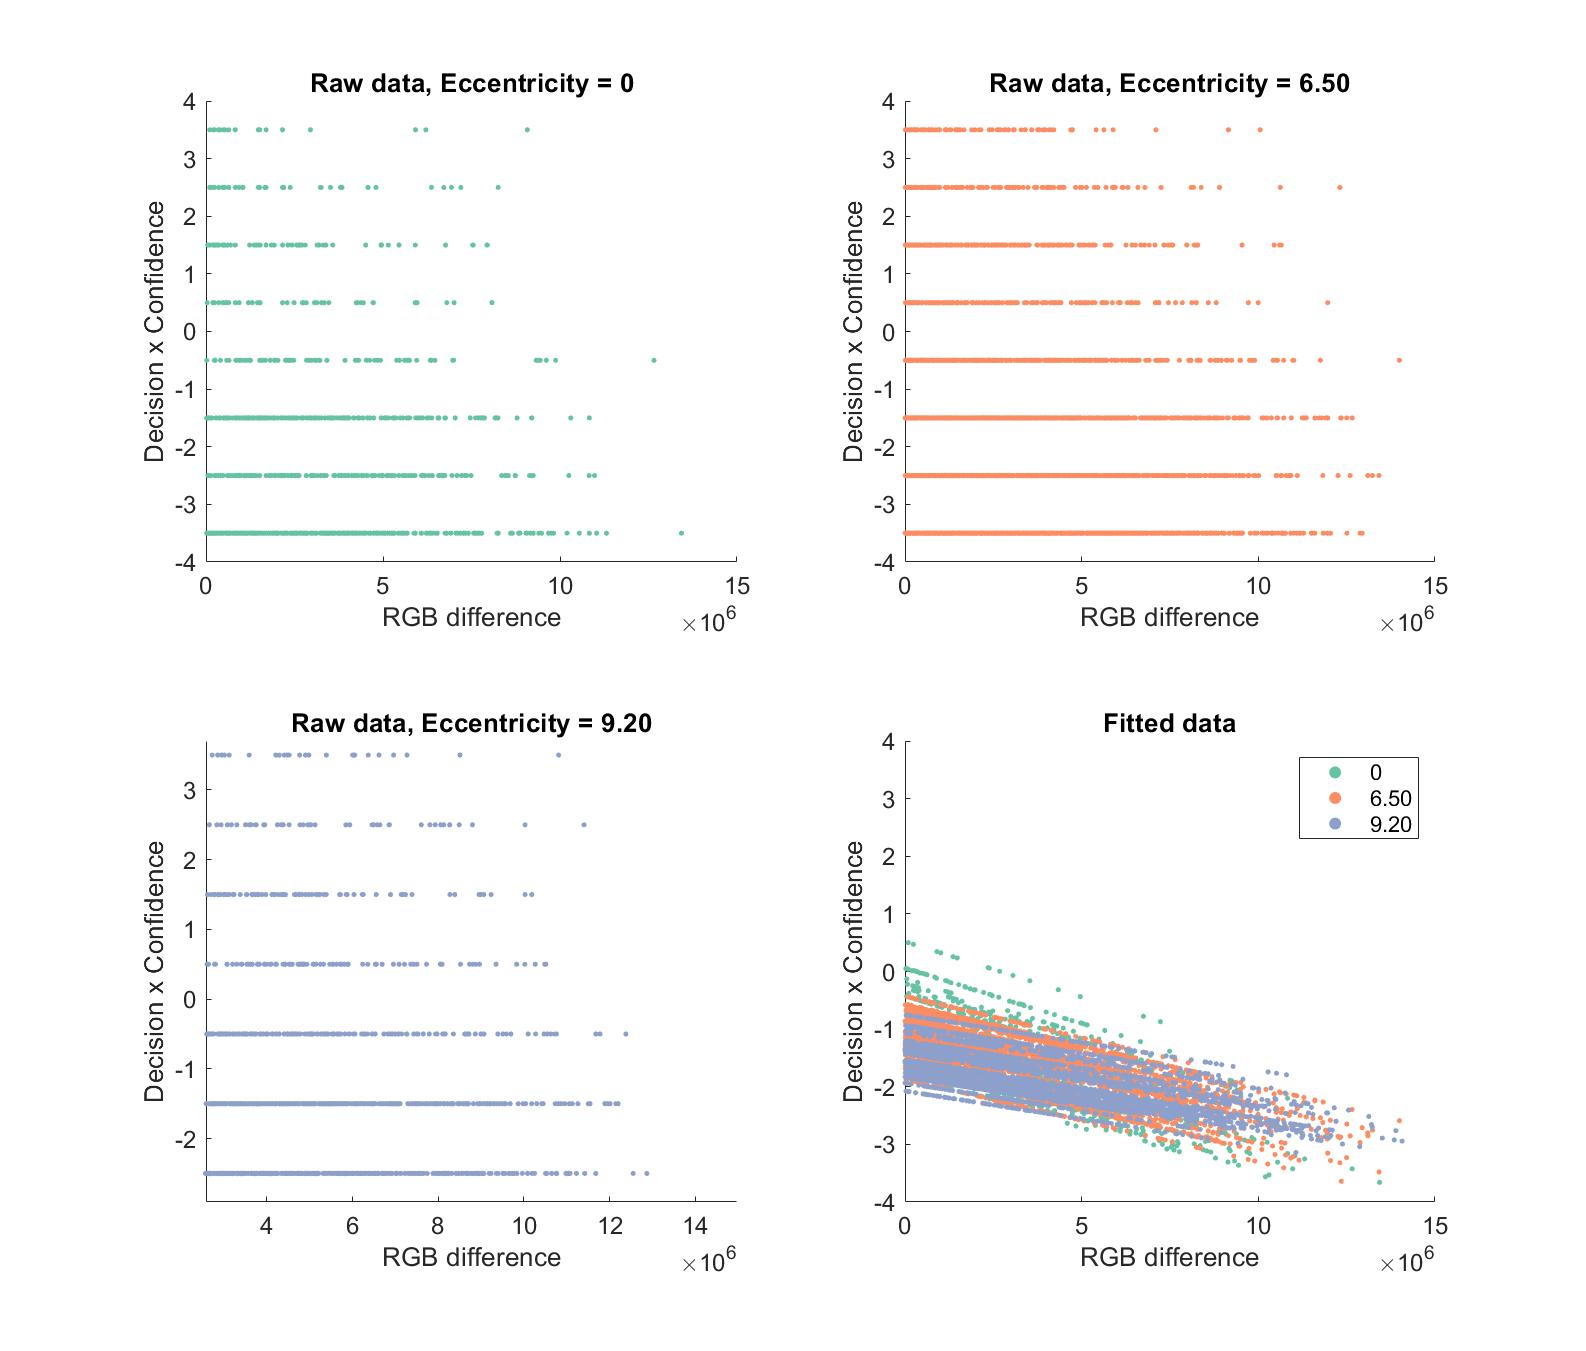 Raw data, Eccentricity = 0
4
3
2
1
0
-1
-2
-3
-4
Decision x Confidence
0 5 10 15
RGB difference
×10^6
Raw data, Eccentricity = 6.50
4
3
2
1
0
-1
-2
-3
-4
Decision x Confidence
0 5 10 15
RGB difference
×10^6
Raw data, Eccentricity = 9.20
3
2
1
0
-1
-2
Decision x Confidence
4 6 8 10 12 14
RGB difference
×10^6
Fitted data
4
3
2
1
0
-1
-2
-3
-4
Decision x Confidence
0
6.50
9.20
0 5 10 15
RGB difference
×10^6